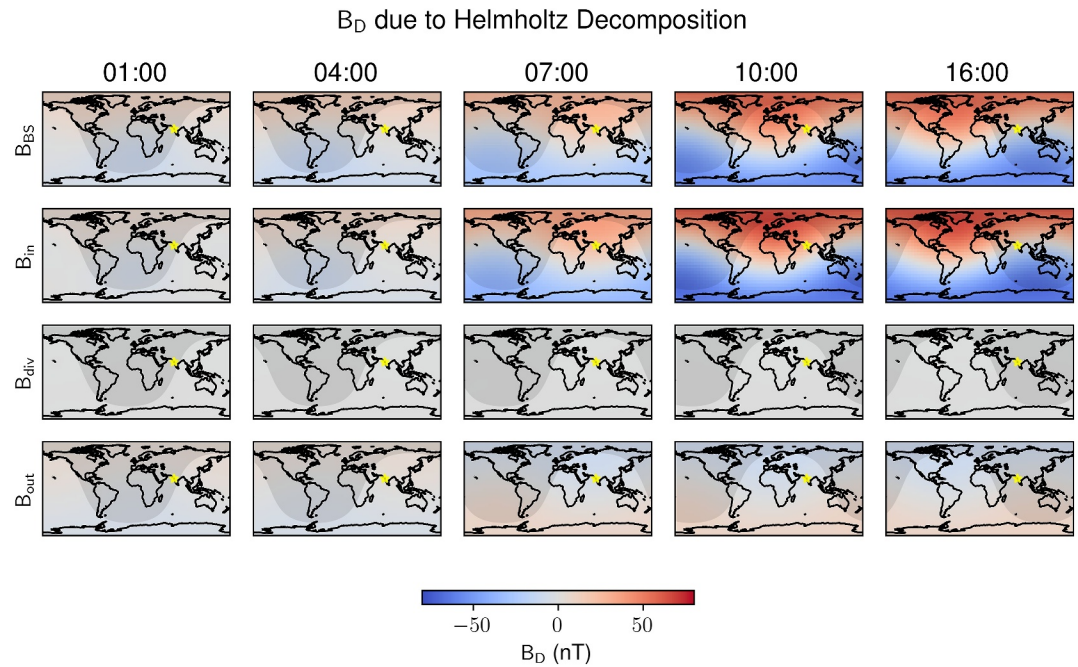 B_D due to Helmholtz Decomposition
01:00 04:00 07:00 10:00 16:00
B_BS
B_in
B_div
B_out
−50 0 50
B_D (nT)